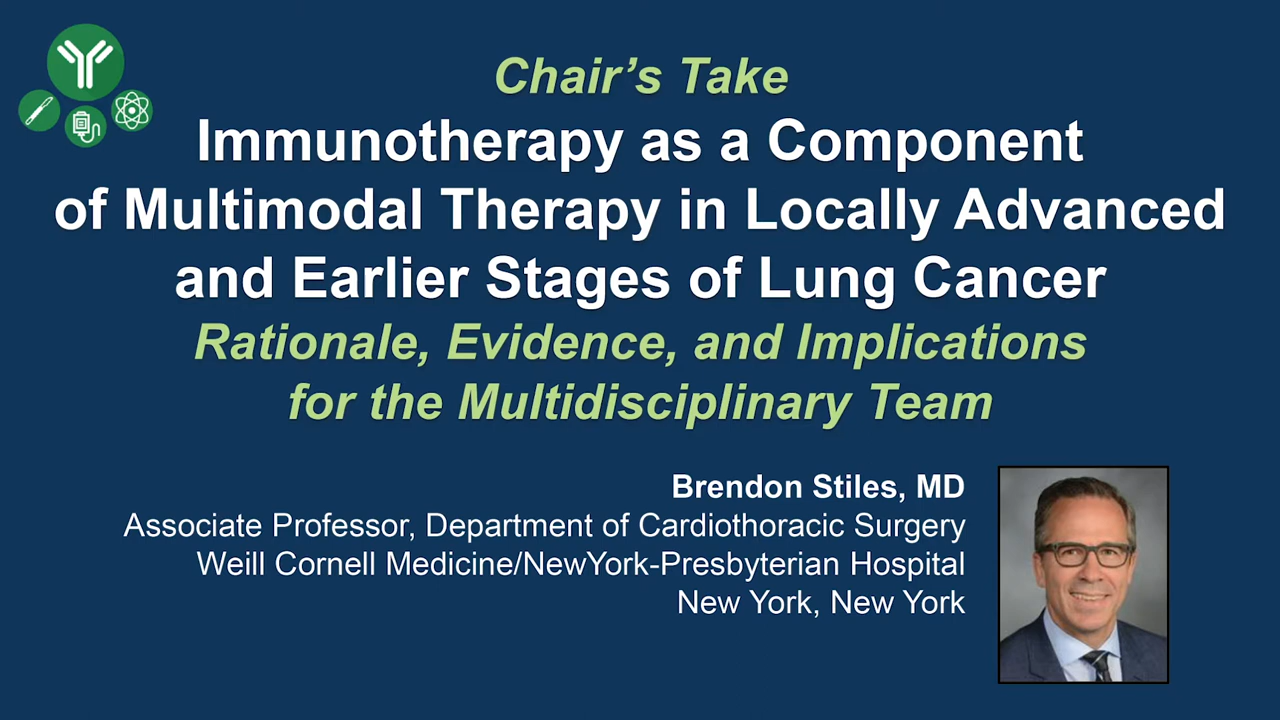 Chair's Take
Immunotherapy as a Component
of Multimodal Therapy in Locally Advanced
and Earlier Stages of Lung Cancer
Rationale, Evidence, and Implications
for the Multidisciplinary Team
Brendon Stiles, MD
Associate Professor, Department of Cardiothoracic Surgery
Weill Cornell Medicine/NewYork-Presbyterian Hospital
New York, New York